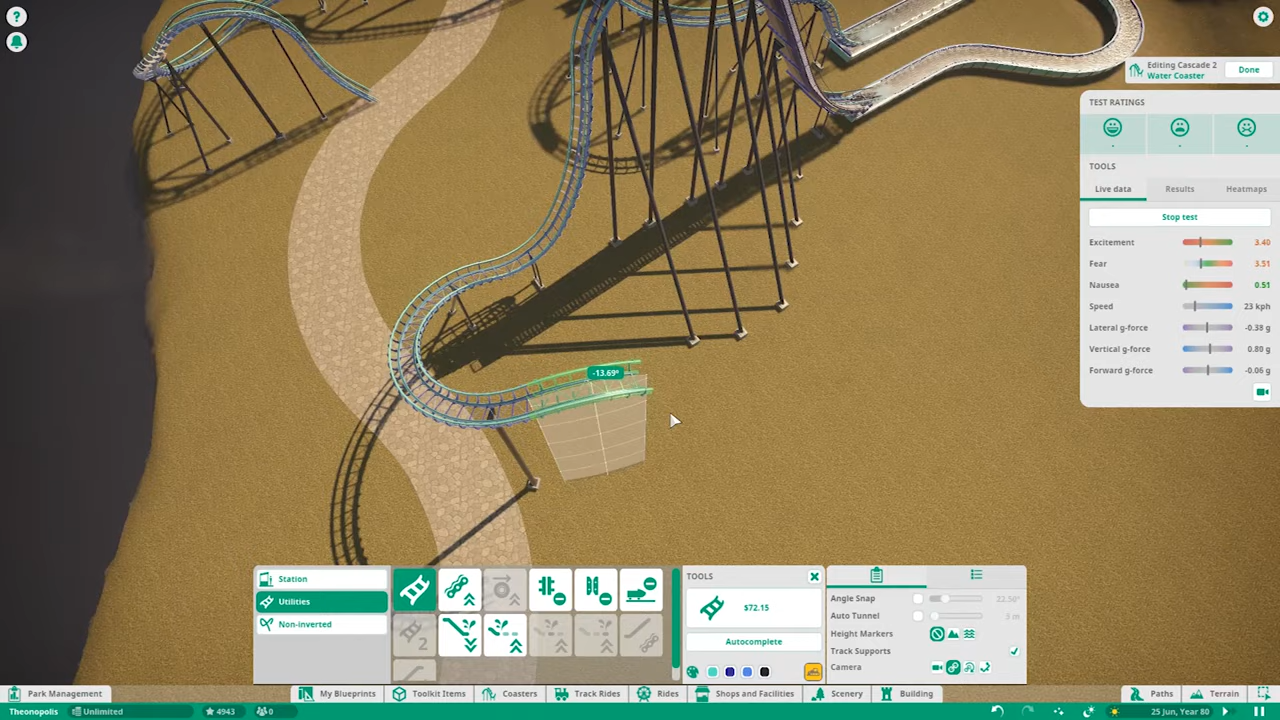 ?
Editing Cascade 2
Water Coaster
Done
TEST RATINGS
- - -
TOOLS
Live data Results Heatmaps
Stop test
Excitement 3.40
Fear 3.51
Nausea 0.51
Speed 23 kph
Lateral g-force -0.38 g
Vertical g-force 0.80 g
Forward g-force -0.06 g
-13.69°
Station
Utilities
Non-inverted
2
TOOLS
$72.15
Autocomplete
Angle Snap 22.50°
Auto Tunnel 5 m
Height Markers
Track Supports
Camera
Park Management My Blueprints Toolkit Items Coasters Track Rides Rides Shops and Facilities Scenery Building Paths Terrain
Theonopolis Unlimited 4943 0 25 Jun, Year 80